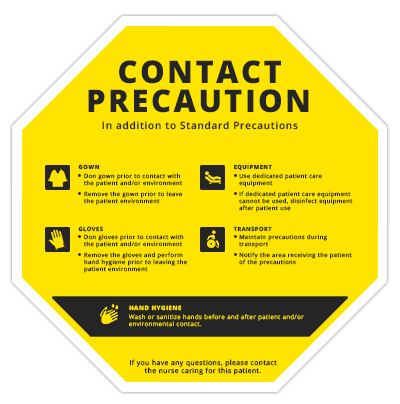 CONTACT
PRECAUTION
In addition to Standard Precautions
GOWN
• Don gown prior to contact with
the patient and/or environment
• Remove the gown prior to leave
the patient environment
EQUIPMENT
• Use dedicated patient care
equipment
• If dedicated patient care equipment
cannot be used, disinfect equipment
after patient use
GLOVES
• Don gloves prior to contact with
the patient and/or environment
• Remove the gloves and perform
hand hygiene prior to leaving the
patient environment
TRANSPORT
• Maintain precautions during
transport
• Notify the area receiving the patient
of the precautions
HAND HYGIENE
Wash or sanitize hands before and after patient and/or
environmental contact.
If you have any questions, please contact
the nurse caring for this patient.